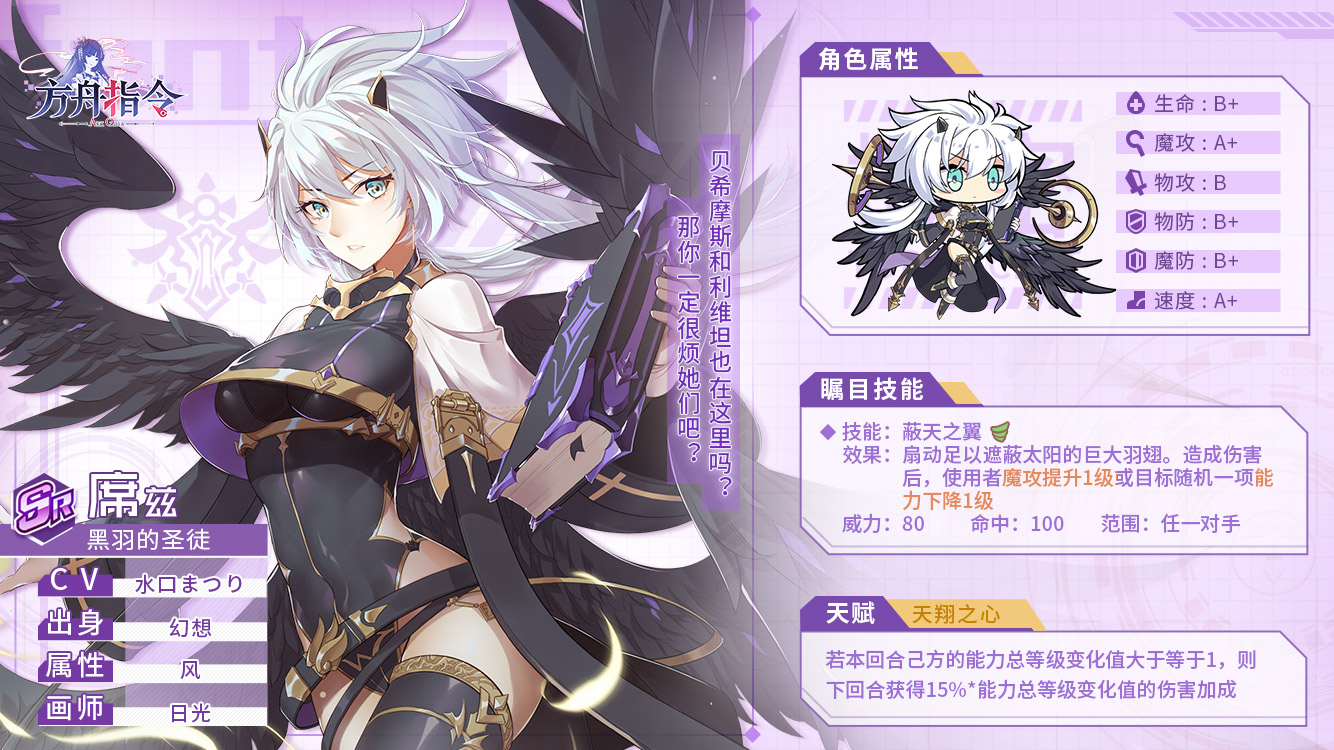 方舟指令
贝希摩斯和利维坦也在这里吗？
那你一定很烦她们吧？
SR
席兹
黑羽的圣徒
CV 水口まつり
出身 幻想
属性 风
画师 日光
角色属性
生命：B+
魔攻：A+
物攻：B
物防：B+
魔防：B+
速度：A+
瞩目技能
◆技能：蔽天之翼
效果：扇动足以遮蔽太阳的巨大羽翅。造成伤害
后，使用者魔攻提升1级或目标随机一项能
力下降1级
威力：80 命中：100 范围：任一对手
天赋 天翔之心
若本回合己方的能力总等级变化值大于等于1，则
下回合获得15%*能力总等级变化值的伤害加成